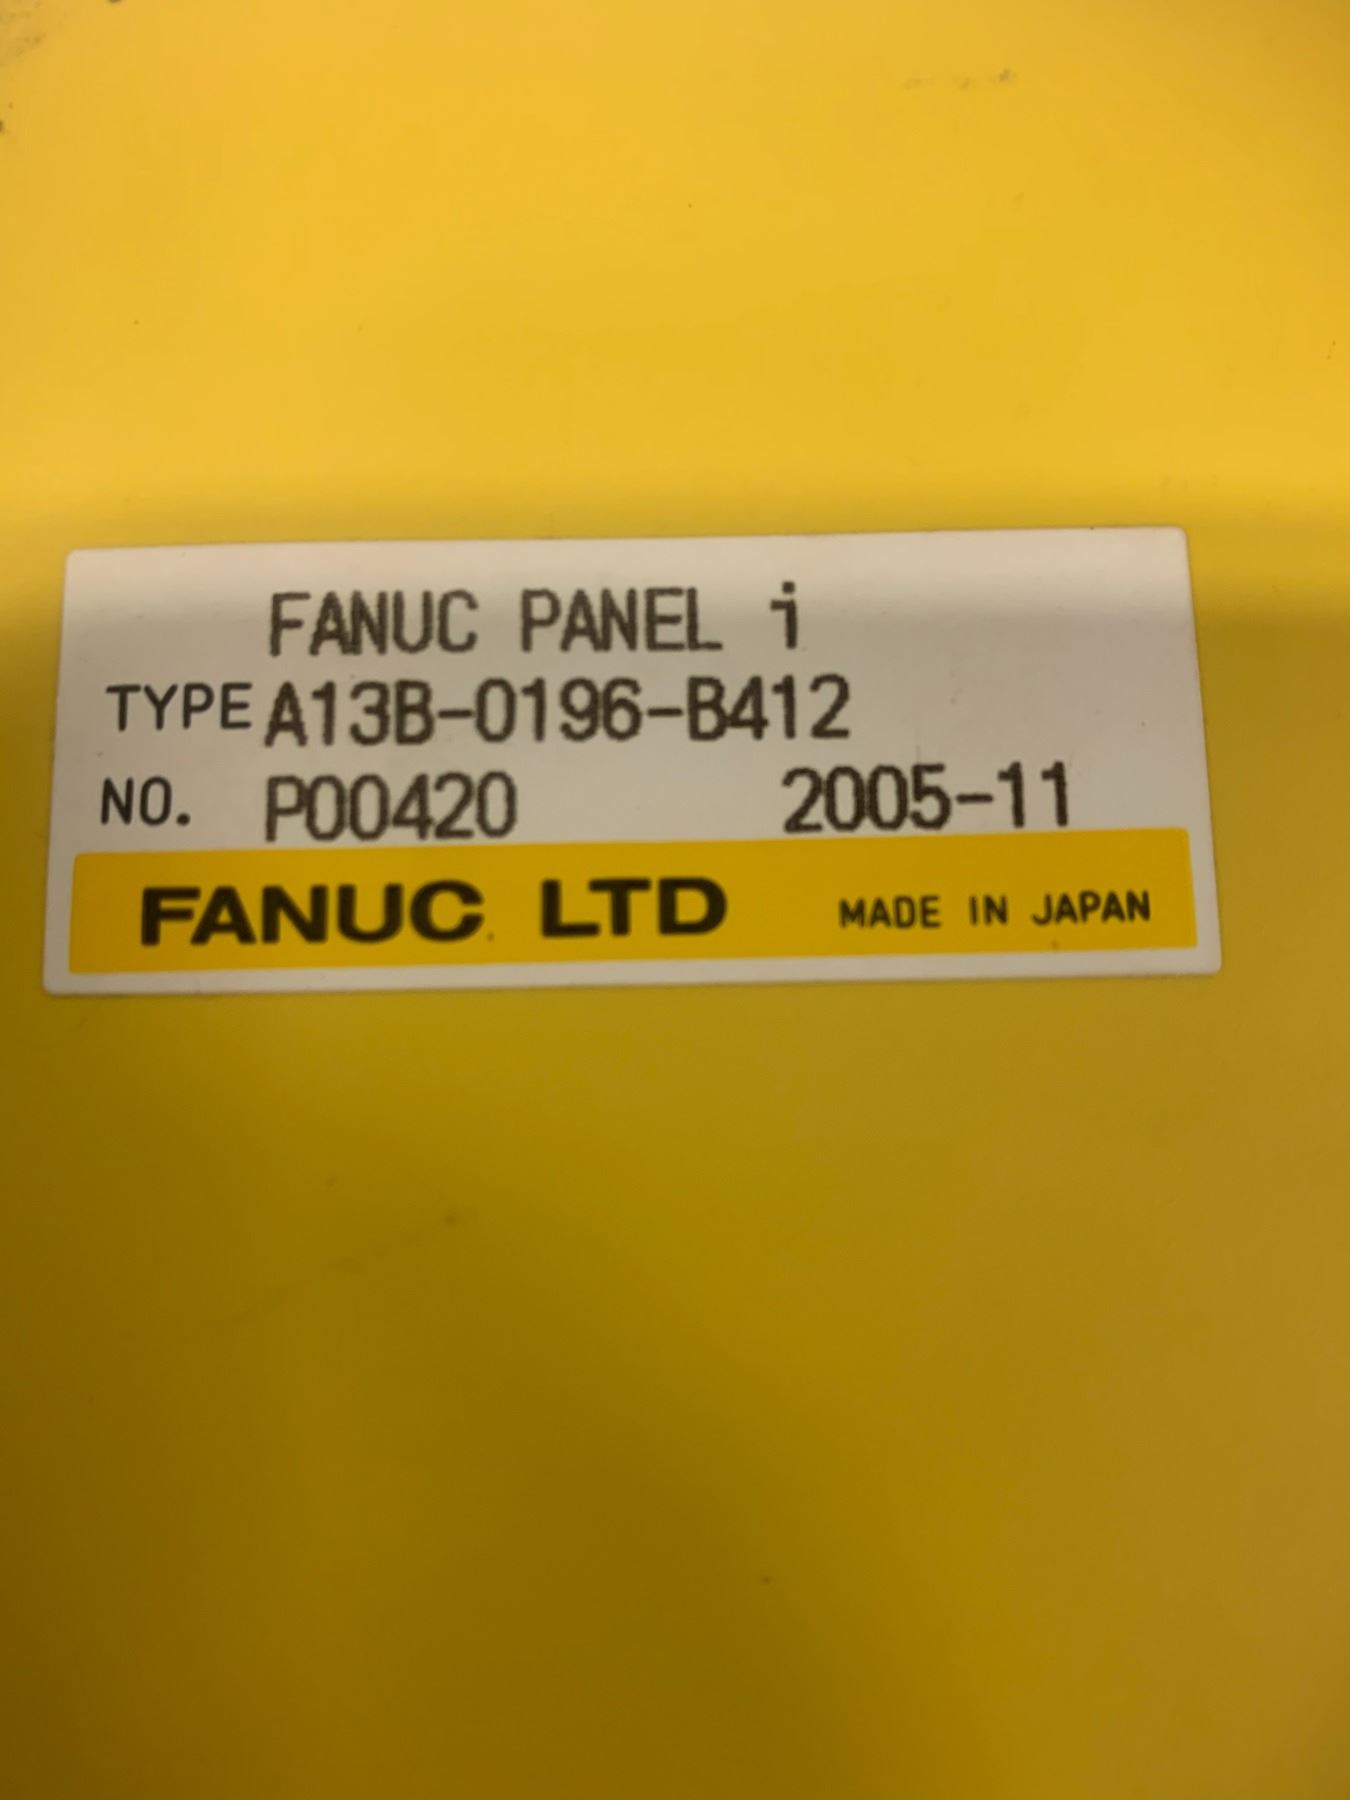 FANUC PANEL i
TYPE A13B-0196-B412
NO. P00420 2005-11
FANUC LTD MADE IN JAPAN